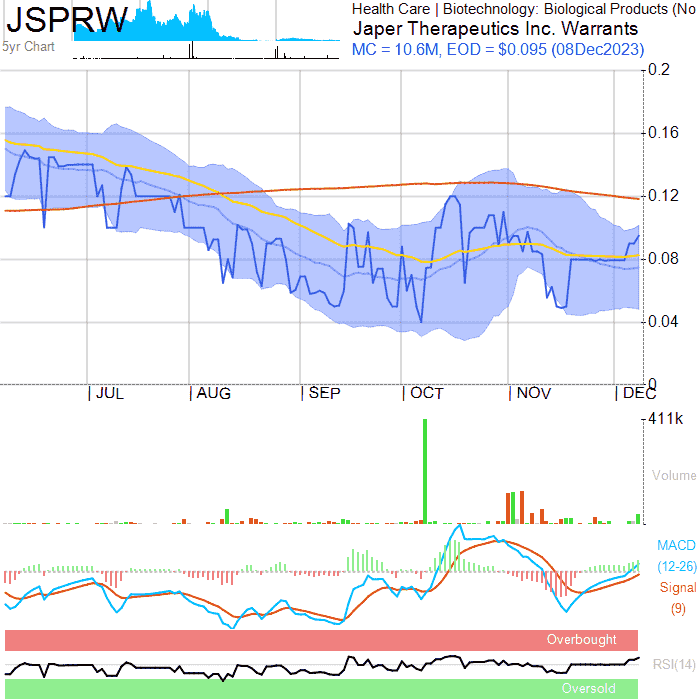 JSPRW
5yr Chart
Health Care | Biotechnology: Biological Products (No
Japer Therapeutics Inc. Warrants
MC = 10.6M, EOD = $0.095 (08Dec2023)
0.2
0.16
0.12
0.08
0.04
0
JUL AUG SEP OCT NOV DEC
411k
Volume
MACD
(12-26)
Signal
(9)
Overbought
RSI(14)
Oversold